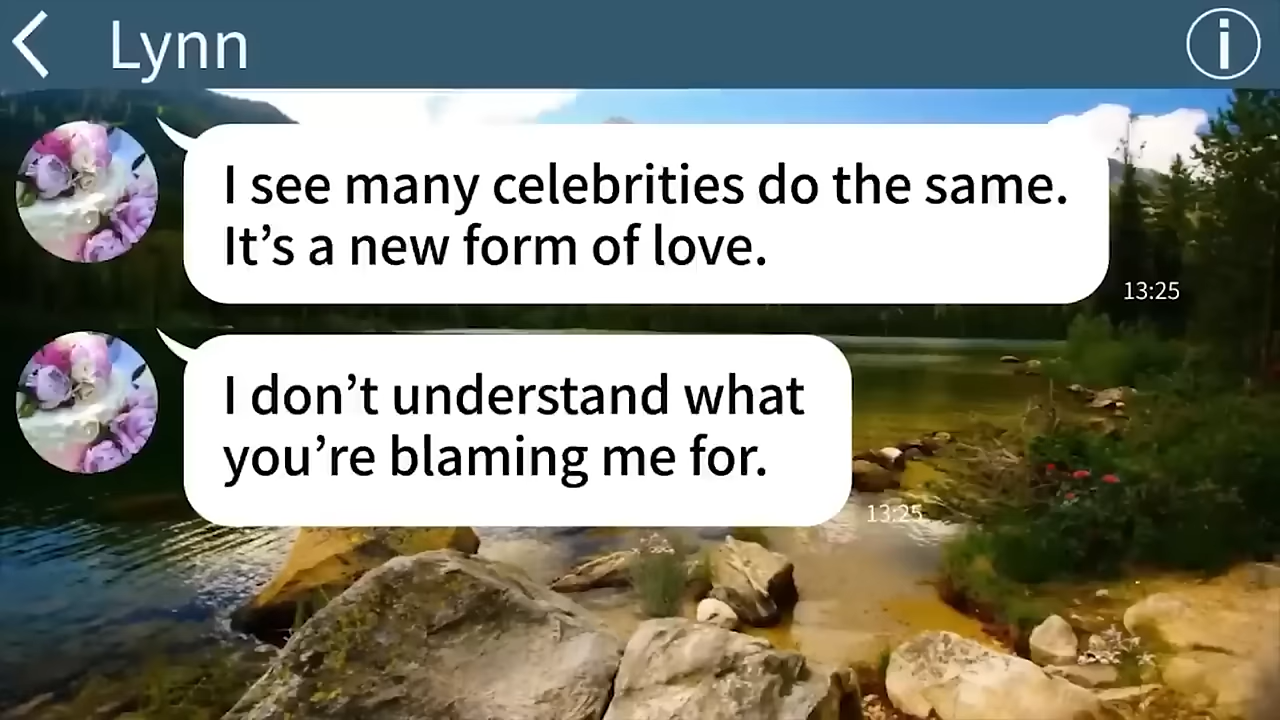 Lynn
I see many celebrities do the same.
It’s a new form of love.
13:25
I don’t understand what
you’re blaming me for.
13:25